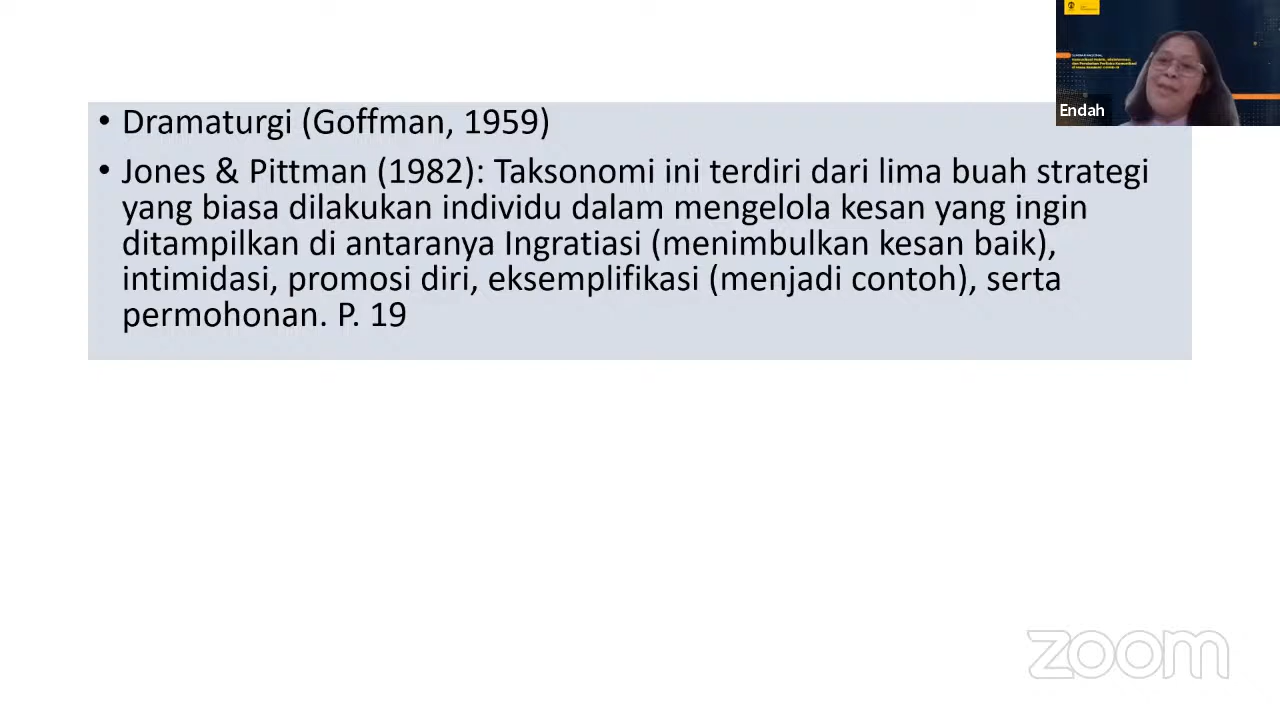 • Dramaturgi (Goffman, 1959)
• Jones & Pittman (1982): Taksonomi ini terdiri dari lima buah strategi
yang biasa dilakukan individu dalam mengelola kesan yang ingin
ditampilkan di antaranya Ingratiasi (menimbulkan kesan baik),
intimidasi, promosi diri, eksemplifikasi (menjadi contoh), serta
permohonan. P. 19
Endah
zoom